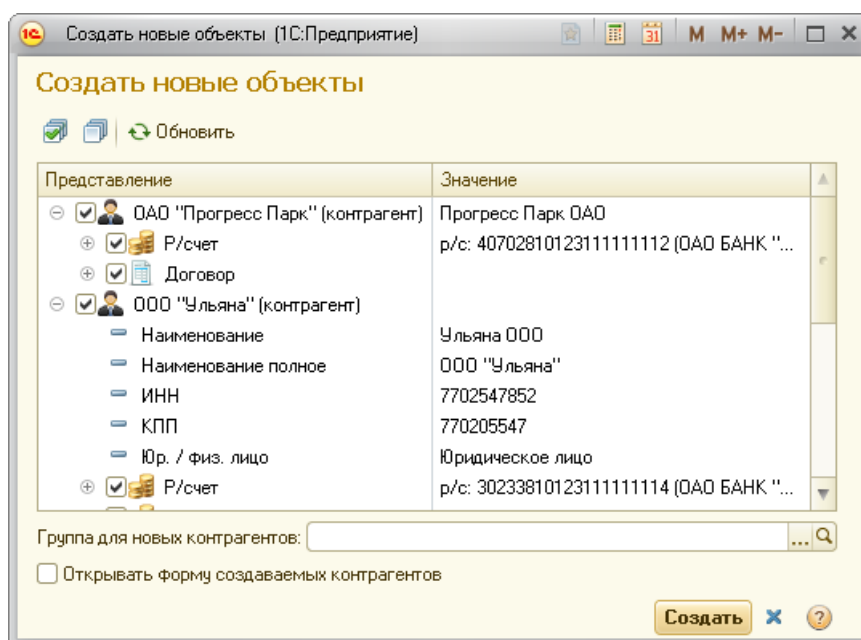 Создать новые объекты (1С:Предприятие)
31 M M+ M-
Создать новые объекты
Обновить
Представление Значение
ОАО "Прогресс Парк" (контрагент) Прогресс Парк ОАО
Р/счет р/с: 40702810123111111112 (ОАО БАНК "...
Договор
ООО "Ульяна" (контрагент)
Наименование Ульяна ООО
Наименование полное ООО "Ульяна"
ИНН 7702547852
КПП 770205547
Юр. / физ. лицо Юридическое лицо
Р/счет р/с: 30233810123111111114 (ОАО БАНК "...
Группа для новых контрагентов: ...
Открывать форму создаваемых контрагентов
Создать ?